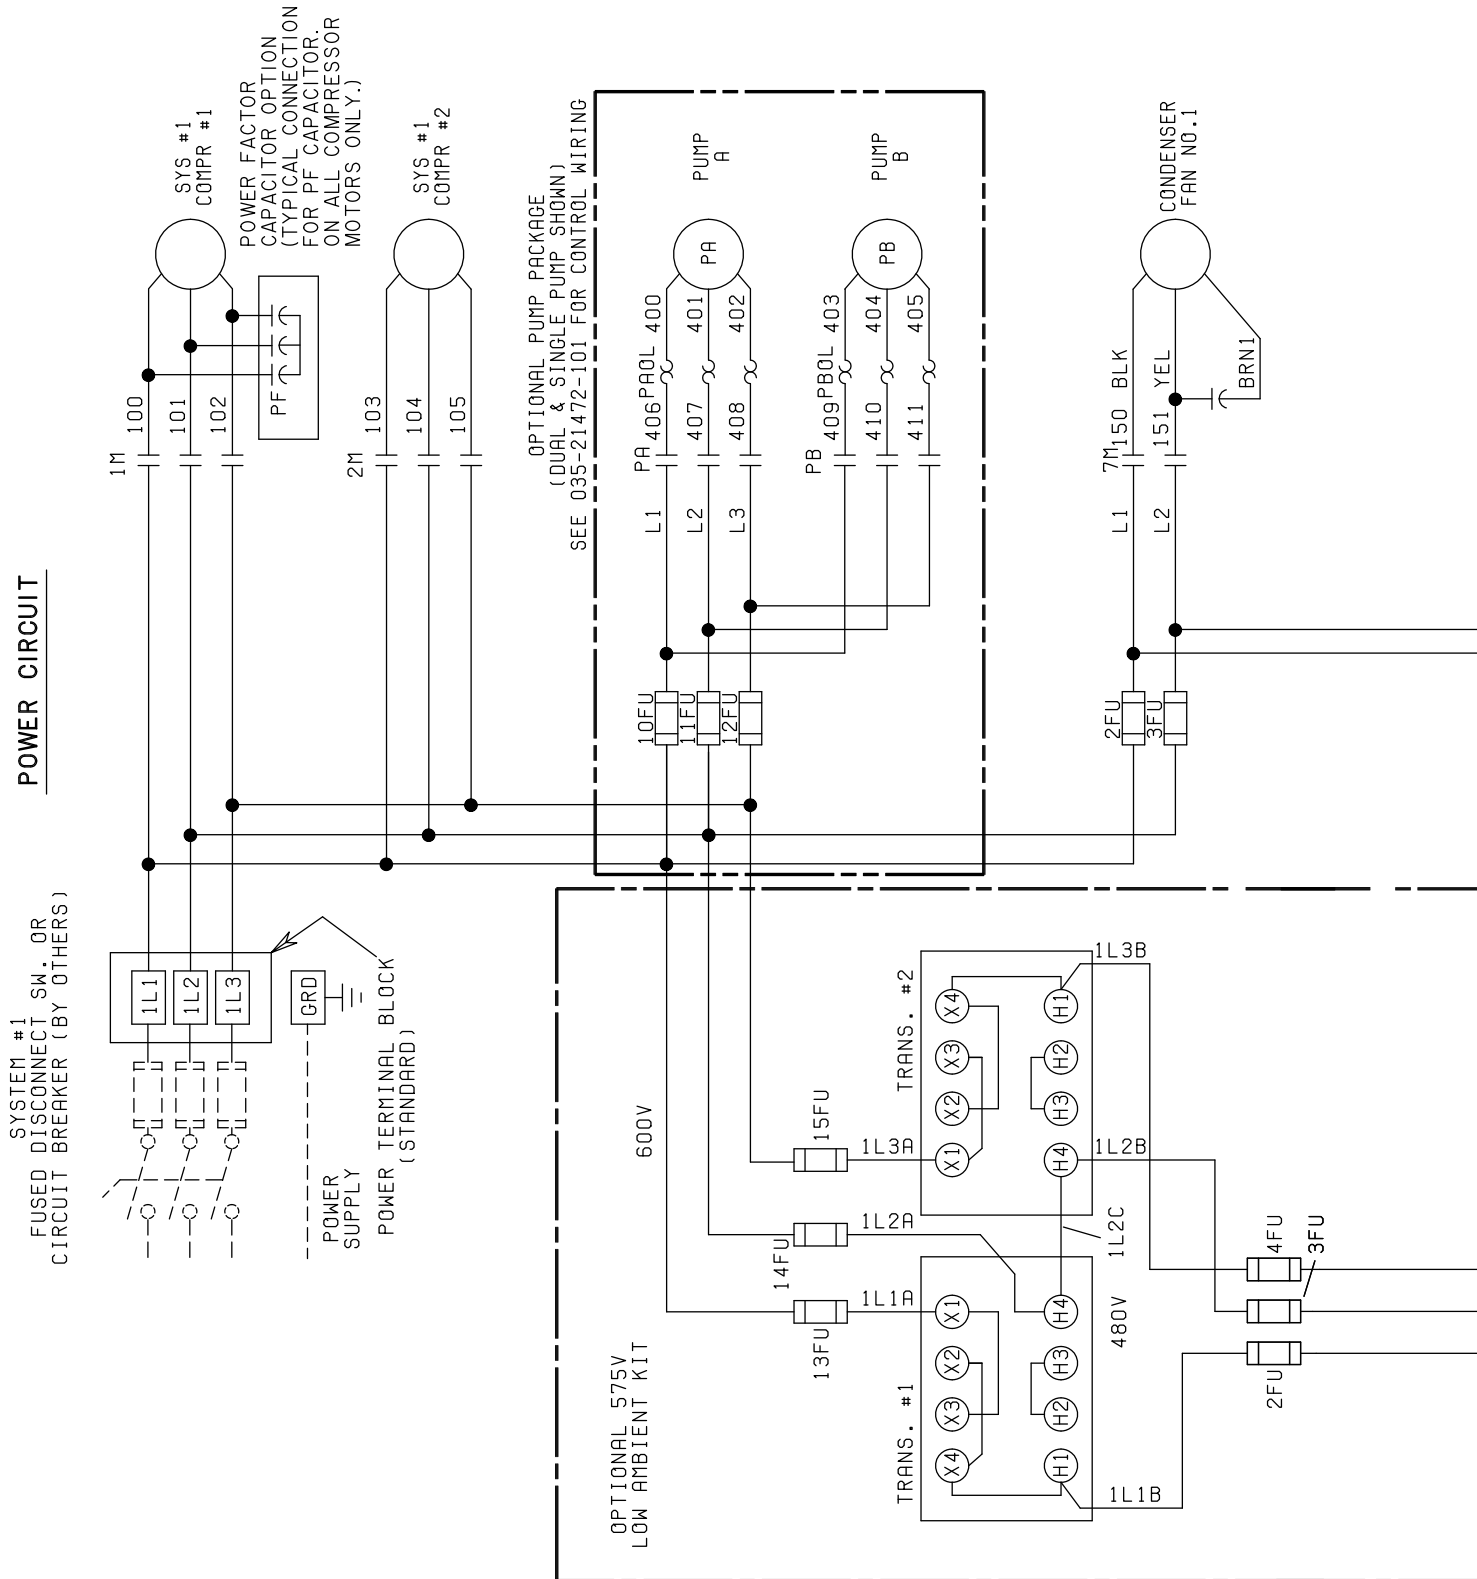 POWER CIRCUIT
SYSTEM #1
FUSED DISCONNECT SW. OR
CIRCUIT BREAKER (BY OTHERS)
1L1
1L2
1L3
GRD
POWER
SUPPLY
POWER TERMINAL BLOCK
(STANDARD)
1M
100
101
102
PF
SYS #1
COMPR #1
POWER FACTOR
CAPACITOR OPTION
(TYPICAL CONNECTION
FOR PF CAPACITOR.
ON ALL COMPRESSOR
MOTORS ONLY.)
2M
103
104
105
SYS #1
COMPR #2
OPTIONAL PUMP PACKAGE
(DUAL & SINGLE PUMP SHOWN)
SEE 035-21472-101 FOR CONTROL WIRING
10FU
11FU
12FU
L1
L2
L3
PA
406
407
408
PAOL
400
401
402
PA
PUMP
A
PB
409
410
411
PBOL
403
404
405
PB
PUMP
B
2FU
3FU
L1
L2
7M
150 BLK
151 YEL
BRN1
CONDENSER
FAN NO.1
OPTIONAL 575V
LOW AMBIENT KIT
600V
13FU
14FU
15FU
1L1A
1L2A
1L3A
TRANS. #1
X4
X3
X2
X1
H1
H2
H3
H4
TRANS. #2
X1
X2
X3
X4
H4
H3
H2
H1
480V
1L1B
1L2C
1L2B
1L3B
2FU
3FU
4FU